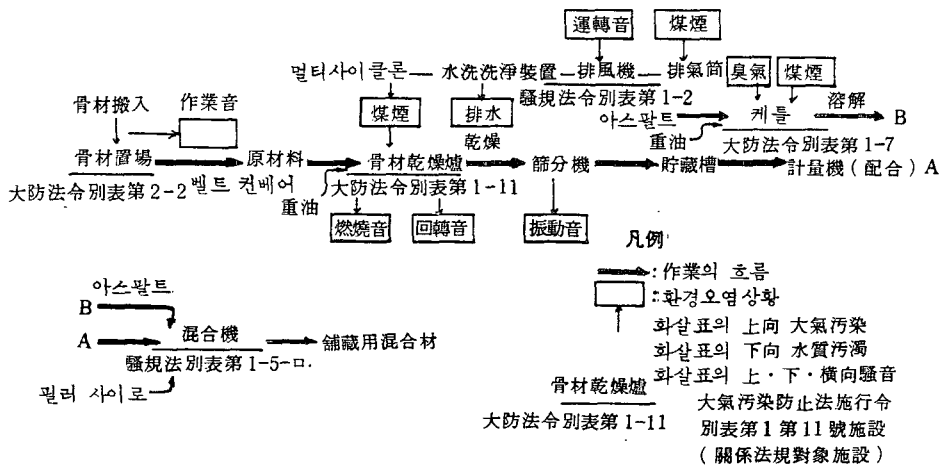 運轉音 煤煙
멀티사이클론 水洗洗淨裝置 排風機 排氣筒 臭氣 煤煙
騷規法令別表第1-2
骨材搬入 作業音 煤煙 排水 아스팔트 케틀 溶解 B
乾燥 重油 大防法令別表第1-7
骨材置場 原材料 骨材乾燥爐 篩分機 貯藏槽 計量機(配合) A
大防法令別表第2-2 벨트 컨베어 大防法令別表第1-11
重油
燃燒音 回轉音 振動音
凡例
:作業의 흐름
:환경오염상황
화살표의 上向 大氣汚染
화살표의 下向 水質汚濁
화살표의 上·下·橫向騷音
骨材乾燥爐 大氣汚染防止法施行令
大防法令別表第1-11 別表第1 第11號施設
(關係法規對象施設)
아스팔트
B
A 混合機 舖藏用混合材
騷規法別表第1-5-ㅁ.
필러 사이로